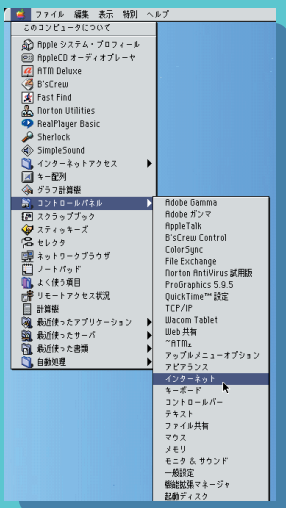 ファイル 編集 表示 特別 ヘルプ
このコンピュータについて
Apple システム・プロフィール
AppleCD オーディオプレーヤ
ATM Deluxe
B'sCrew
Fast Find
Norton Utilities
RealPlayer Basic
Sherlock
SimpleSound
インターネットアクセス
キー配列
グラフ計算機
コントロールパネル
スクラップブック
スティッキーズ
セレクタ
ネットワークブラウザ
ノートパッド
よく使う項目
リモートアクセス状況
計算機
最近使ったアプリケーション
最近使ったサーバ
最近使った書類
自動処理
Adobe Gamma
Adobe ガンマ
AppleTalk
B'sCrew Control
ColorSync
File Exchange
Norton AntiVirus 試用版
ProGraphics 5.9.5
QuickTime™ 設定
TCP/IP
Wacom Tablet
Web 共有
~ATM™
アップルメニューオプション
アピアランス
インターネット
キーボード
コントロールバー
テキスト
ファイル共有
マウス
メモリ
モニタ & サウンド
一般設定
機能拡張マネージャ
起動ディスク